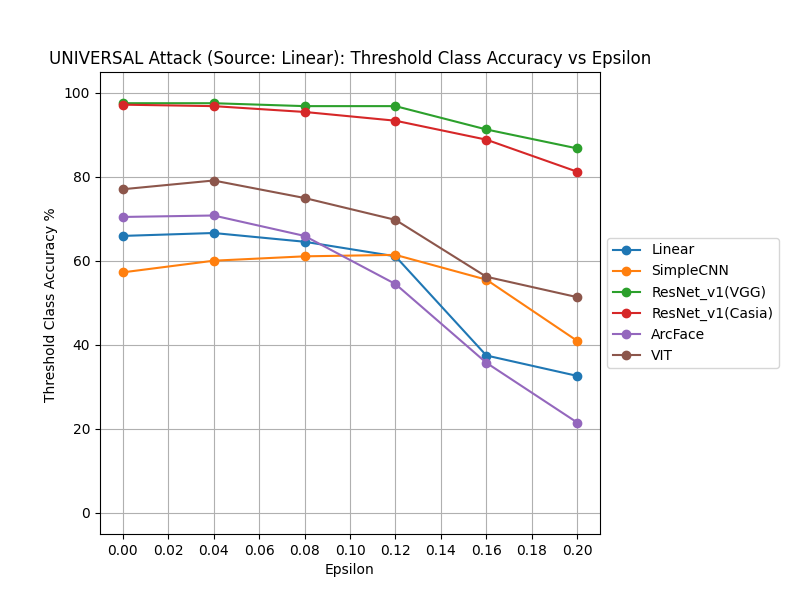 UNIVERSAL Attack (Source: Linear): Threshold Class Accuracy vs Epsilon
100
80
60
40
20
0
Threshold Class Accuracy %
0.00 0.02 0.04 0.06 0.08 0.10 0.12 0.14 0.16 0.18 0.20
Epsilon
Linear
SimpleCNN
ResNet_v1(VGG)
ResNet_v1(Casia)
ArcFace
VIT